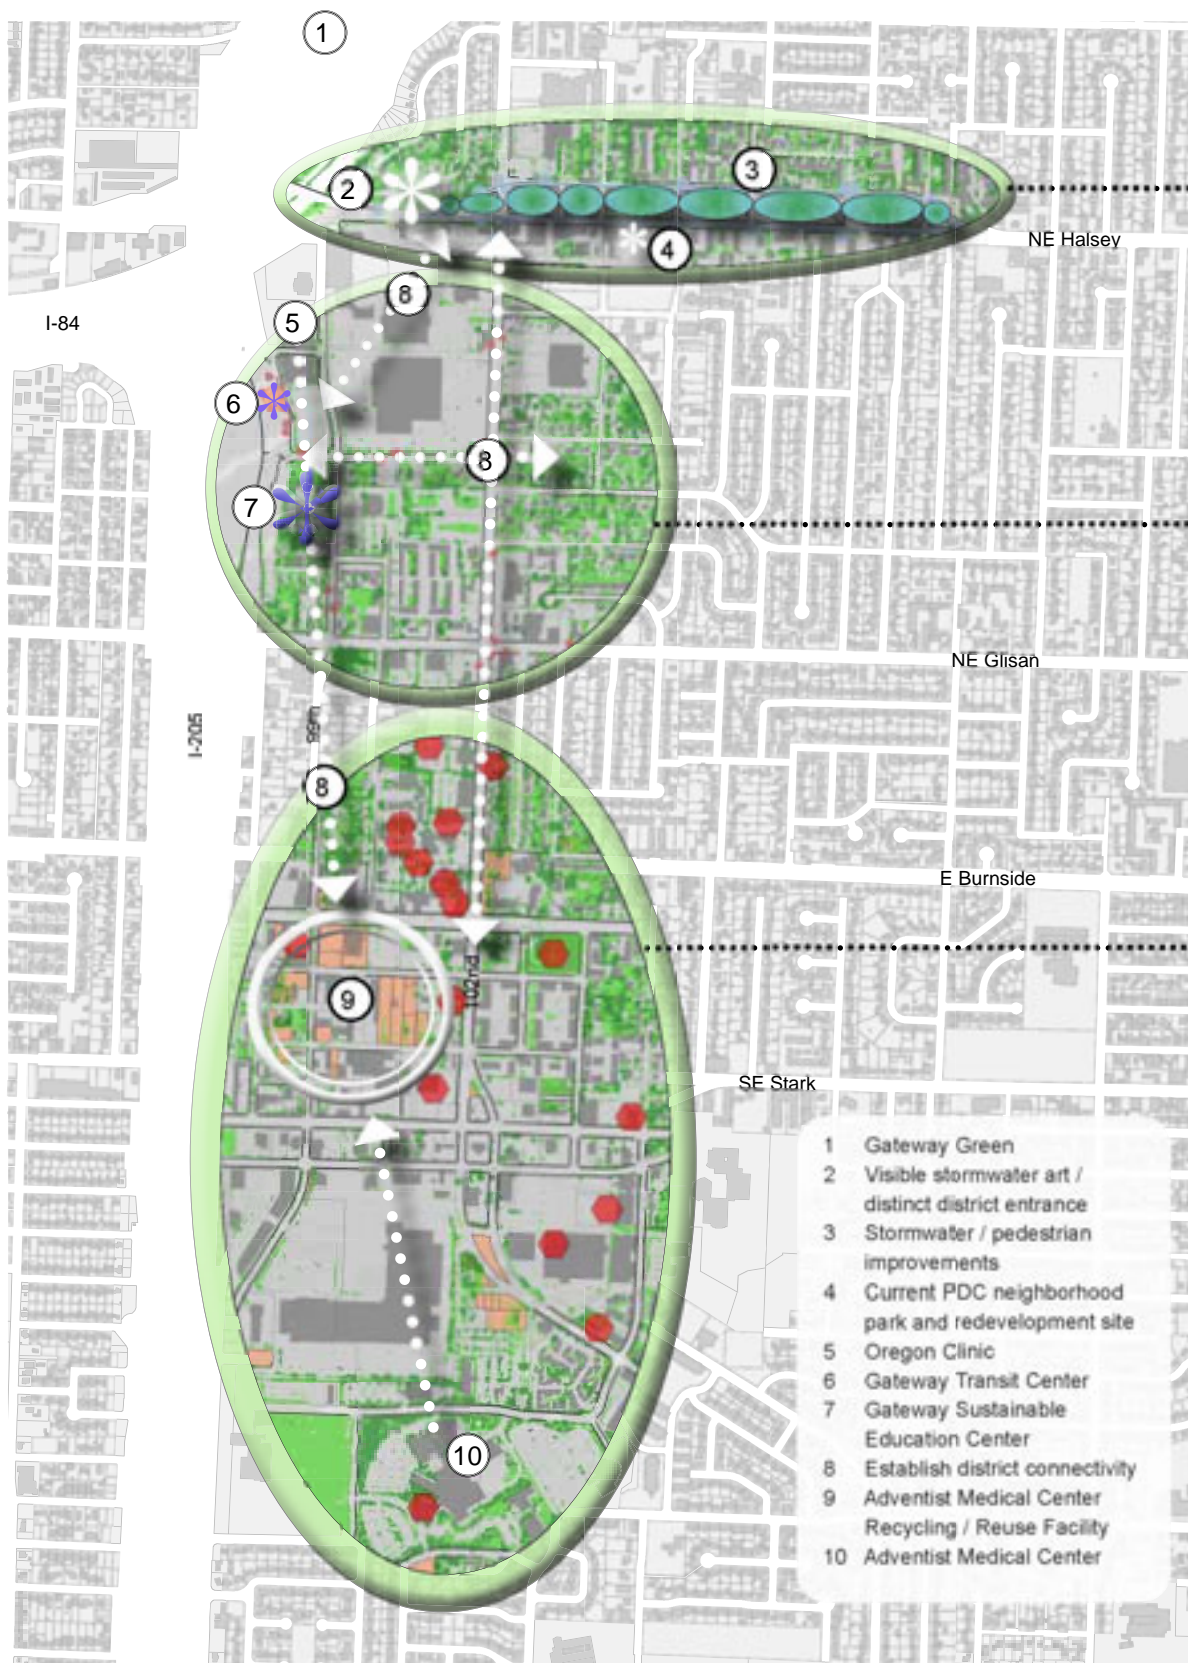 1
2
3
4
NE Halsey
8
5
I-84
6
8
7
NE Glisan
I-205
99th
8
E Burnside
102nd
9
SE Stark
10
1 Gateway Green
2 Visible stormwater art /
distinct district entrance
3 Stormwater / pedestrian
improvements
4 Current PDC neighborhood
park and redevelopment site
5 Oregon Clinic
6 Gateway Transit Center
7 Gateway Sustainable
Education Center
8 Establish district connectivity
9 Adventist Medical Center
Recycling / Reuse Facility
10 Adventist Medical Center